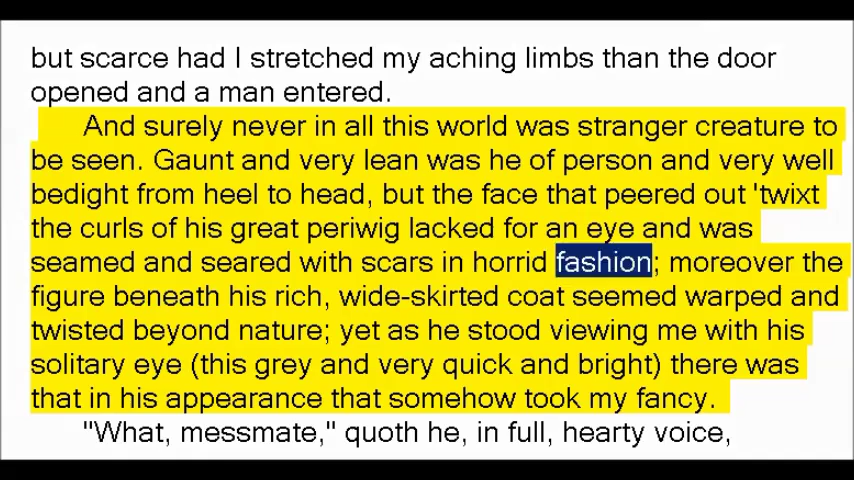 but scarce had I stretched my aching limbs than the door
opened and a man entered.
And surely never in all this world was stranger creature to
be seen. Gaunt and very lean was he of person and very well
bedight from heel to head, but the face that peered out 'twixt
the curls of his great periwig lacked for an eye and was
seamed and seared with scars in horrid fashion; moreover the
figure beneath his rich, wide-skirted coat seemed warped and
twisted beyond nature; yet as he stood viewing me with his
solitary eye (this grey and very quick and bright) there was
that in his appearance that somehow took my fancy.
"What, messmate," quoth he, in full, hearty voice,